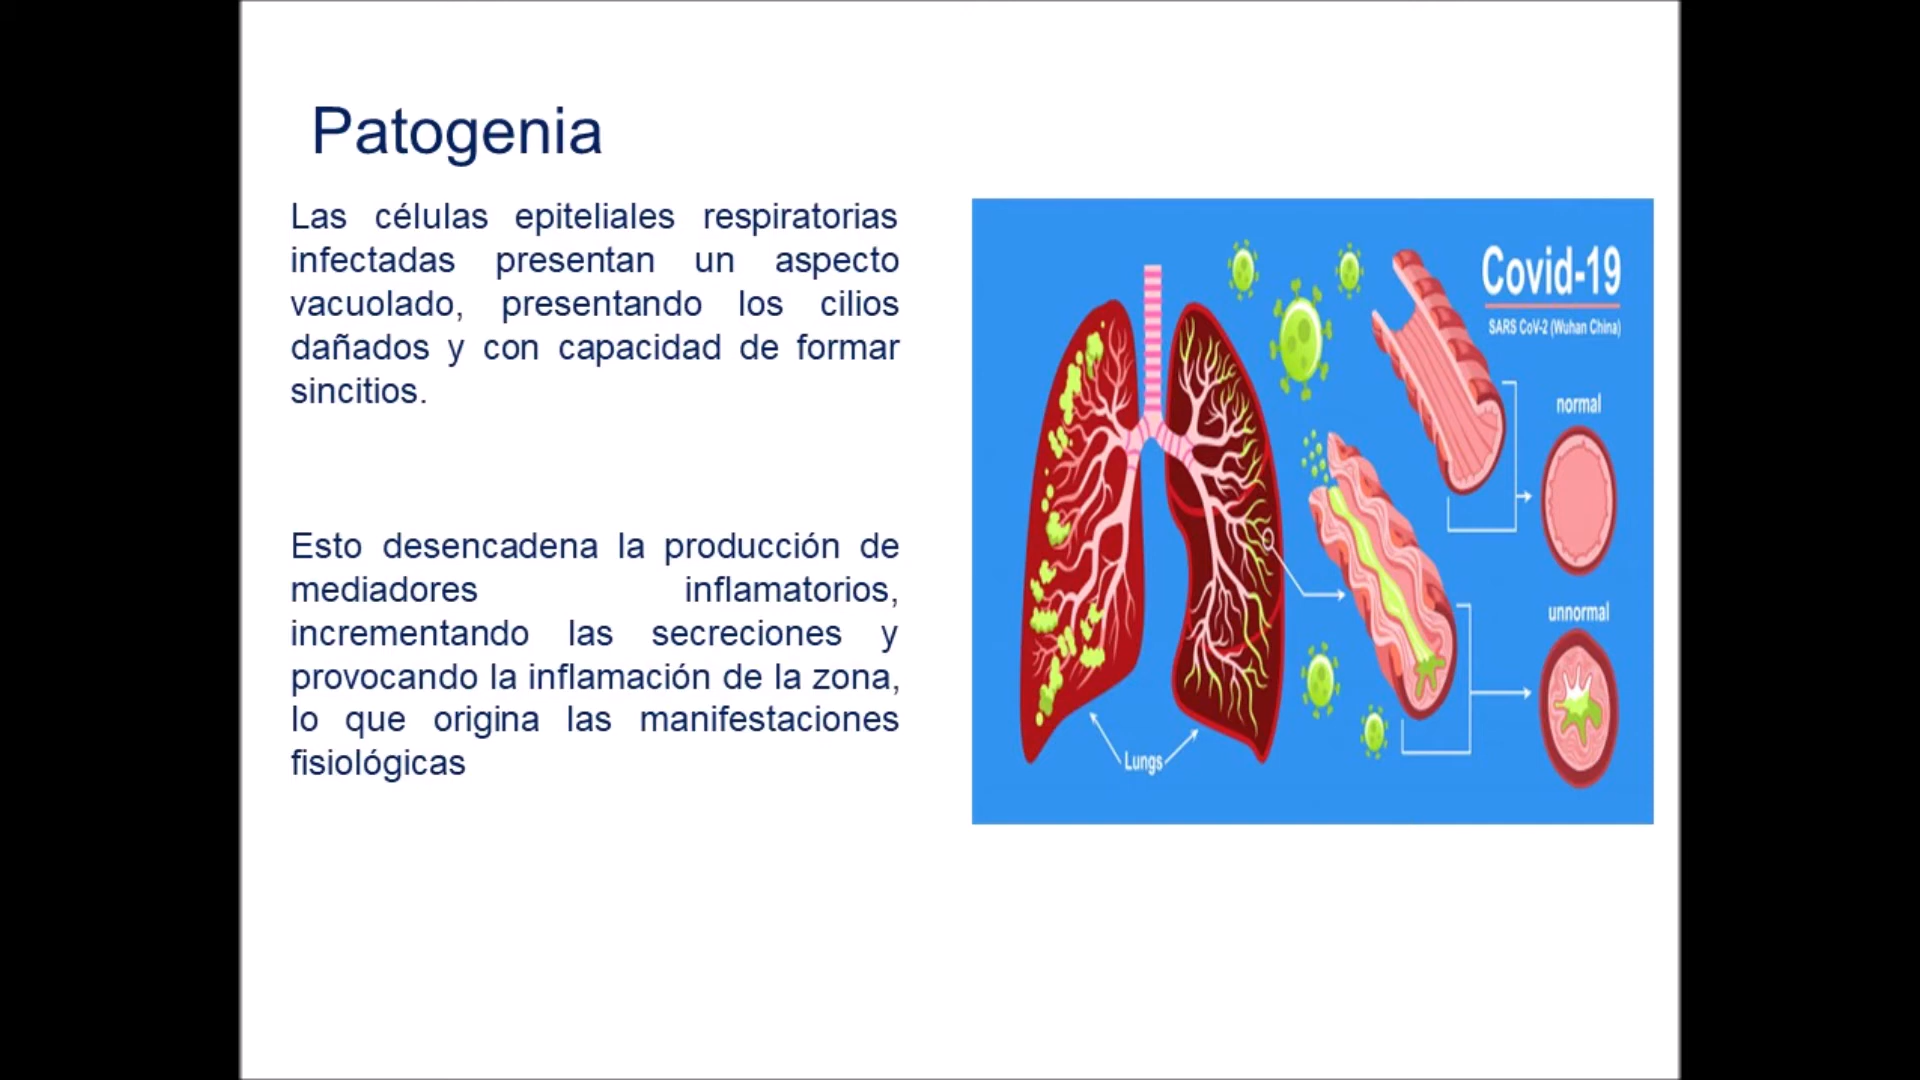 Patogenia
Las células epiteliales respiratorias
infectadas presentan un aspecto
vacuolado, presentando los cilios
dañados y con capacidad de formar
sincitios.
Esto desencadena la producción de
mediadores inflamatorios,
incrementando las secreciones y
provocando la inflamación de la zona,
lo que origina las manifestaciones
fisiológicas
Covid-19
SARS CoV-2 (Wuhan China)
normal
unnormal
Lungs